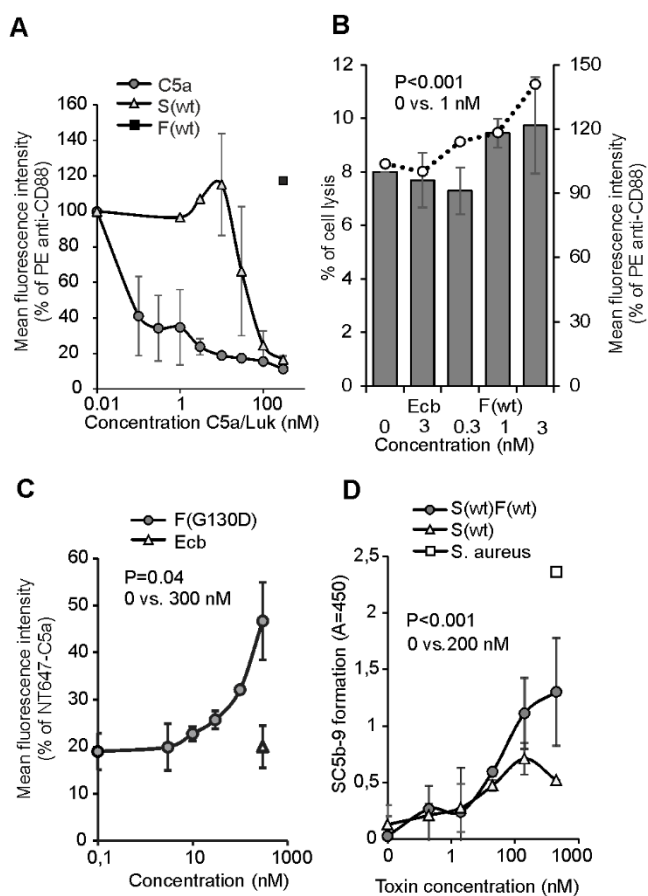 A
C5a
S(wt)
F(wt)
Mean fluorescence intensity
(% of PE anti-CD88)
160
140
120
100
80
60
40
20
0
0.01
1
100
Concentration C5a/Luk (nM)
B
P<0.001
0 vs. 1 nM
% of cell lysis
12
10
8
6
4
2
0
150
120
90
60
30
0
Mean fluorescence intensity
(% of PE anti-CD88)
Ecb
F(wt)
0
3
0.3
1
3
Concentration (nM)
C
F(G130D)
Ecb
P=0.04
0 vs. 300 nM
Mean fluorescence intensity
(% of NT647-C5a)
60
50
40
30
20
10
0
0,1
10
1000
Concentration
(nM)
D
S(wt)F(wt)
S(wt)
S. aureus
P<0.001
0 vs.200 nM
SC5b-9 formation (A=450)
2,5
2
1,5
1
0,5
0
0
1
100
1000
Toxin concentration (nM)